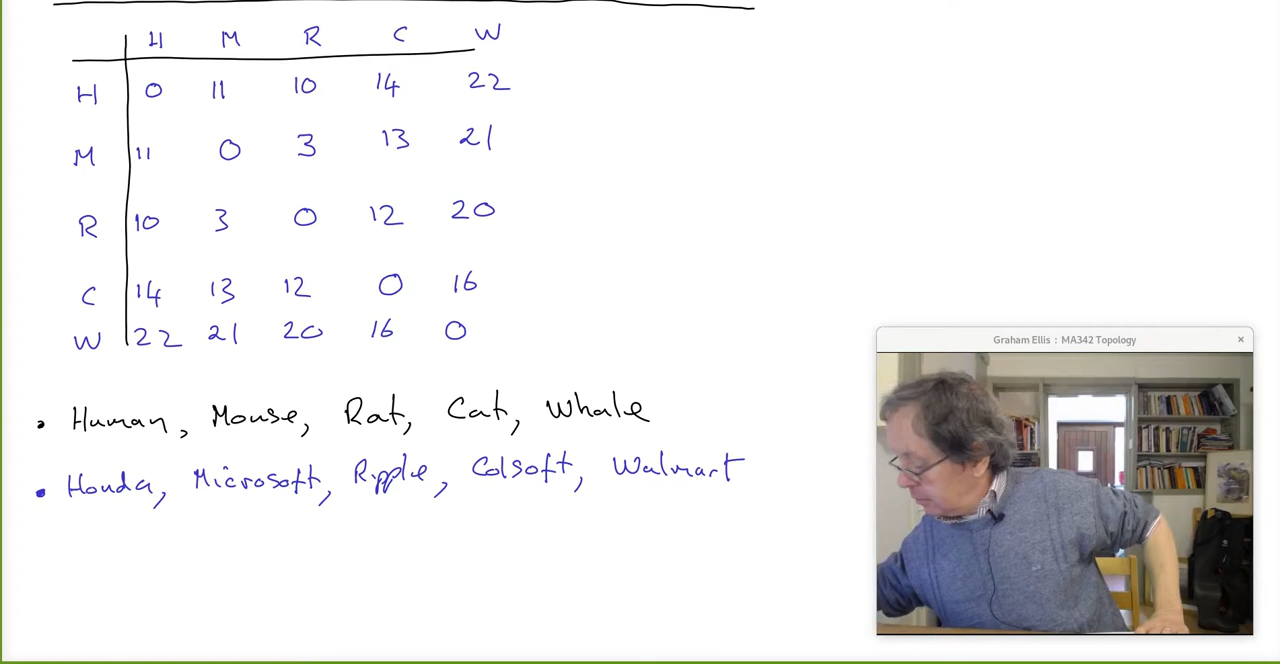 H M R C W
H 0 11 10 14 22
M 11 0 3 13 21
R 10 3 0 12 20
C 14 13 12 0 16
W 22 21 20 16 0
• Human, Mouse, Rat, Cat, Whale
• Honda, Microsoft, Ripple, Colsoft, Walmart
Graham Ellis : MA342 Topology ×